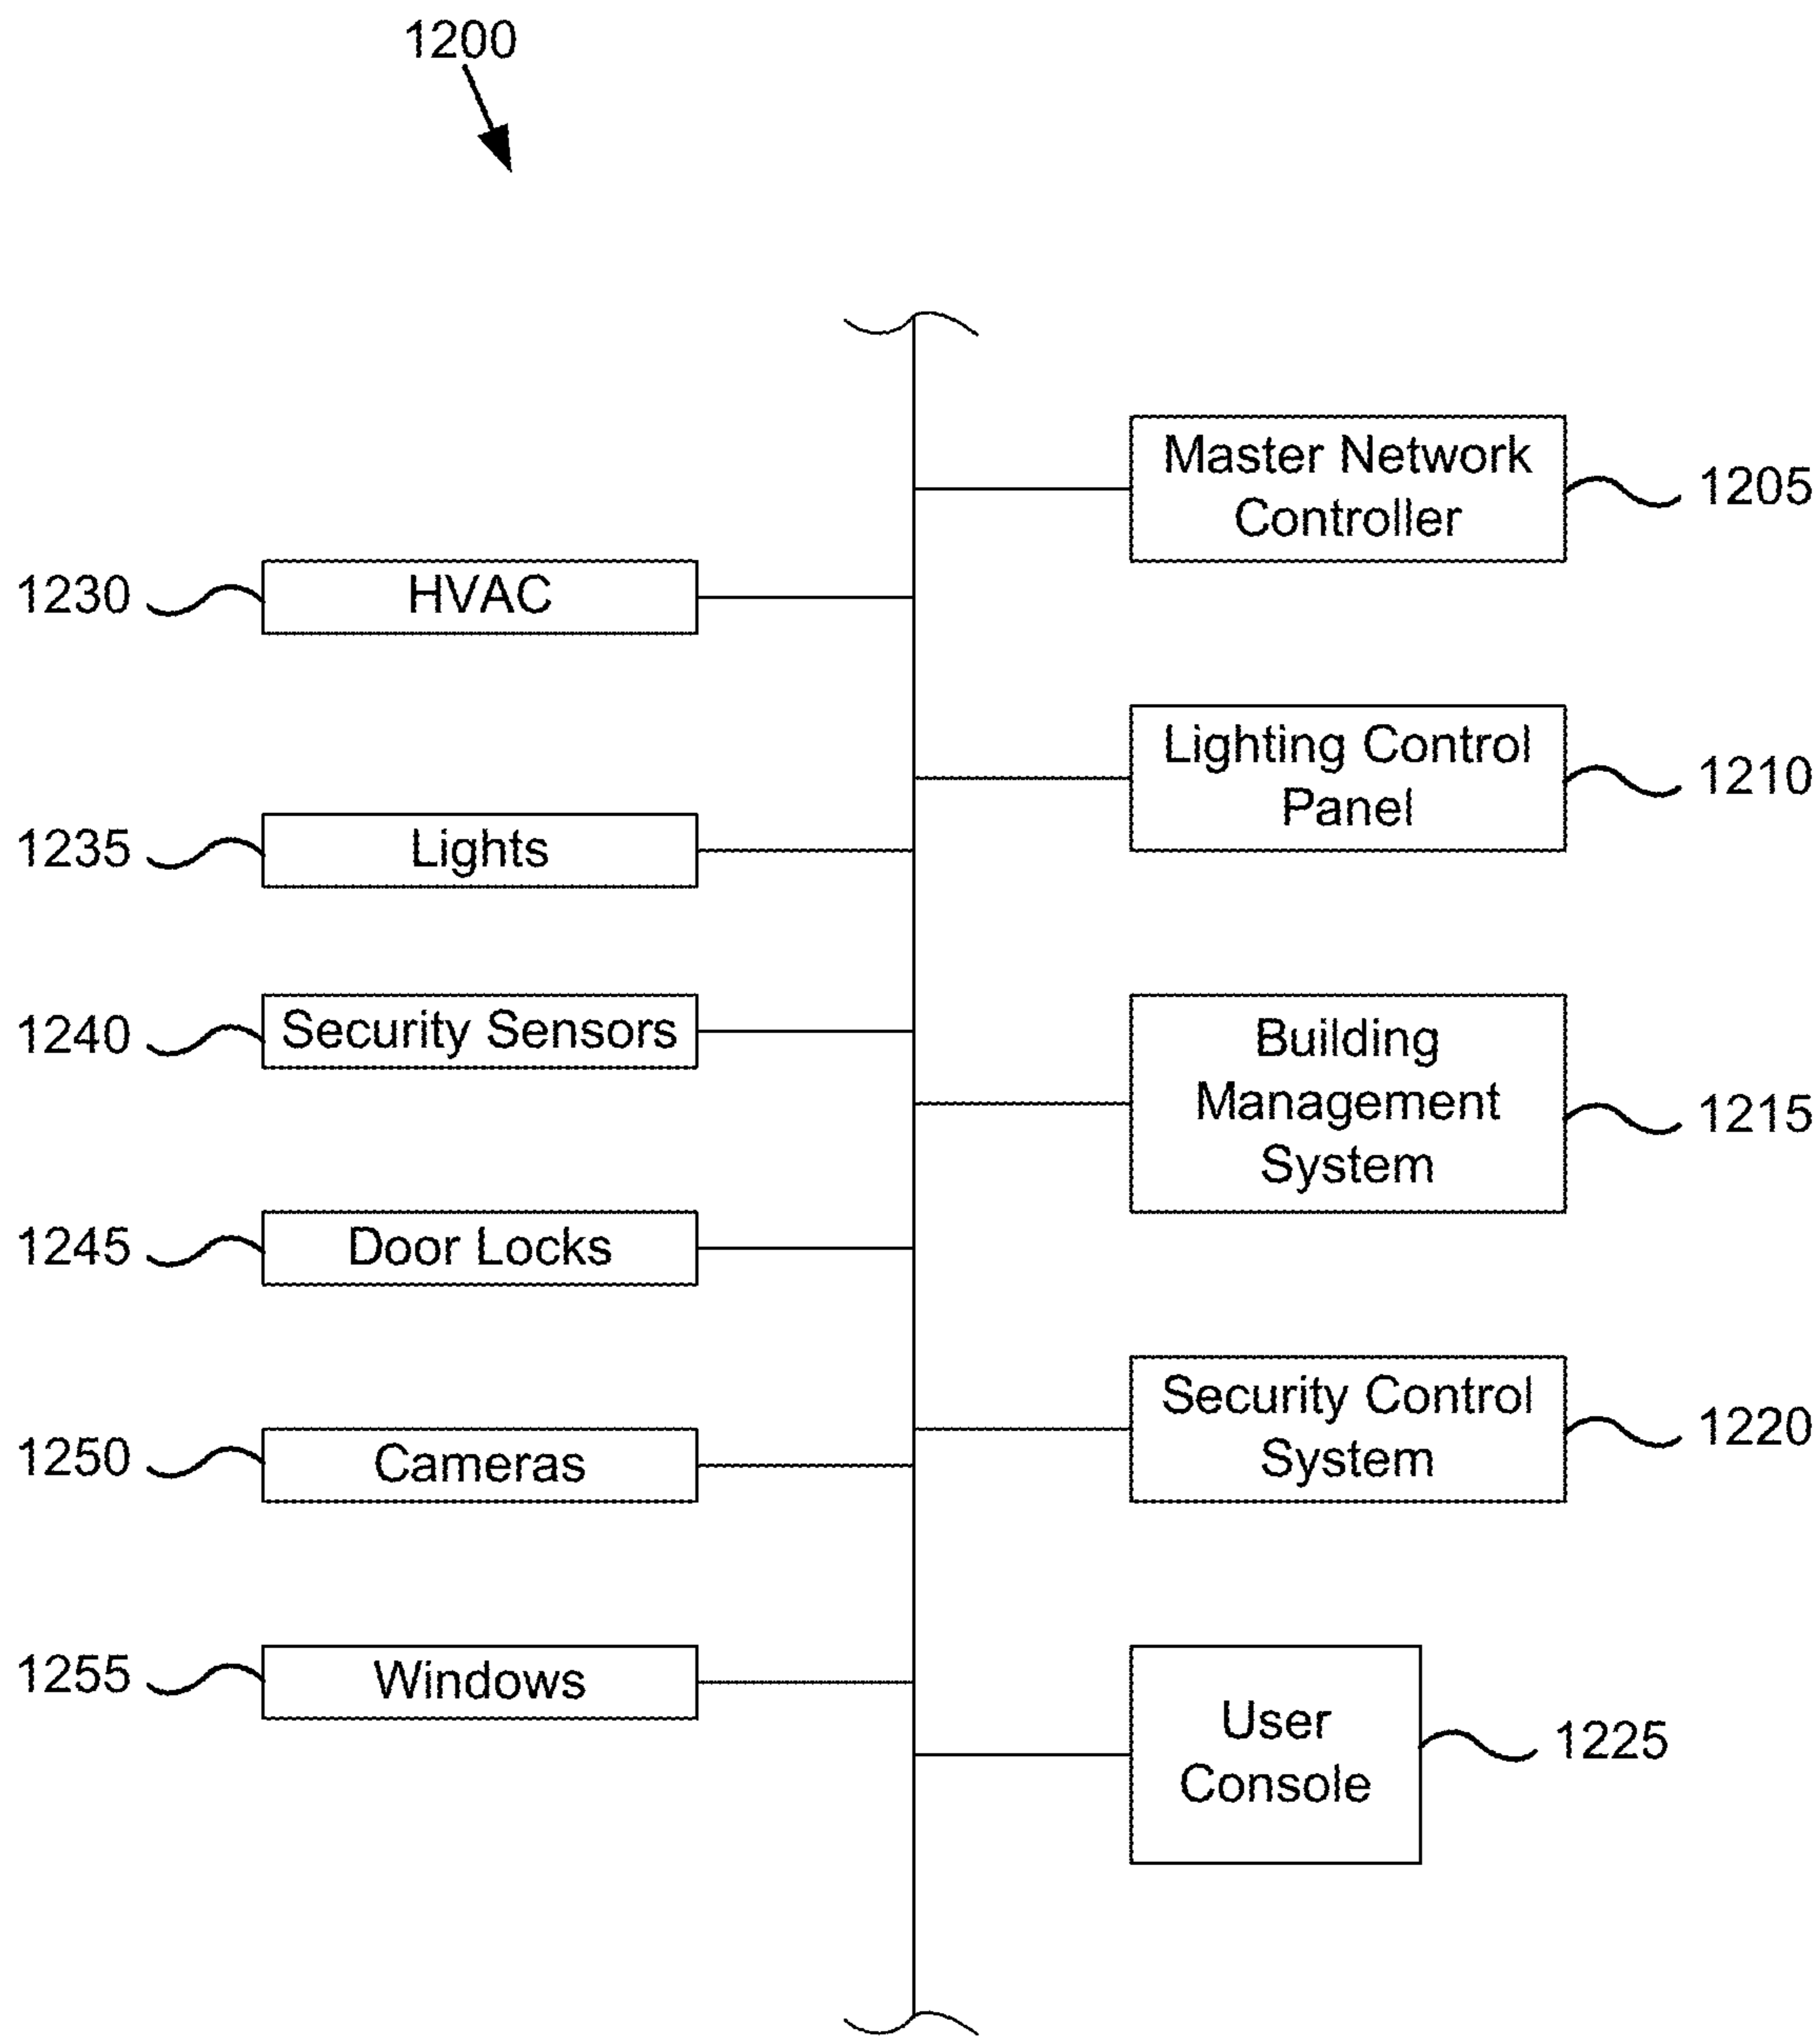 1200
Master Network
Controller
1205
1230
HVAC
Lighting Control
Panel
1210
1235
Lights
1240
Security Sensors
Building
Management
System
1215
1245
Door Locks
Security Control
System
1220
1250
Cameras
1255
Windows
User
Console
1225